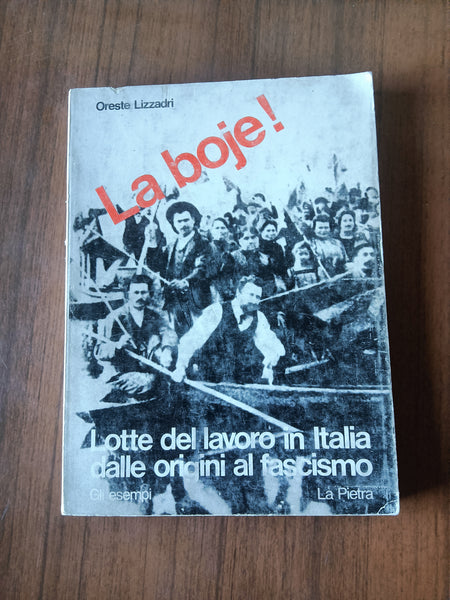 Oreste Lizzadri
La boje!
Lotte del lavoro in Italia
dalle origini al fascismo
Gli esempi
La Pietra